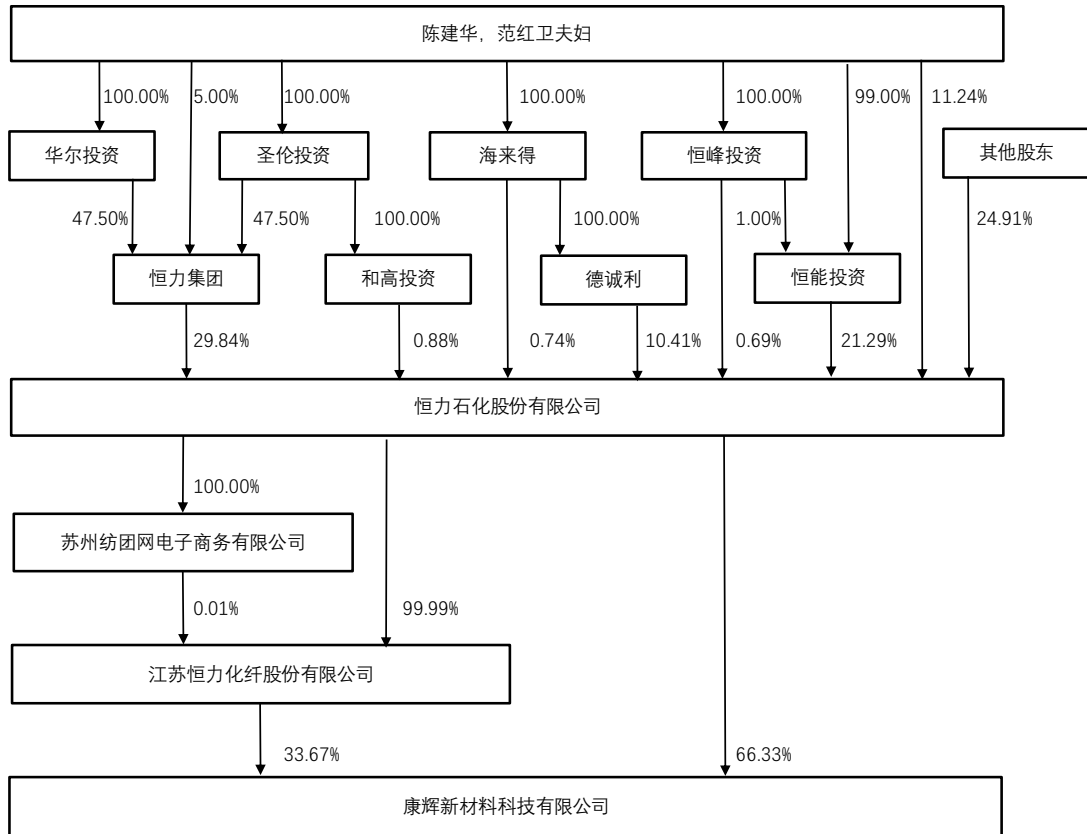 陈建华，范红卫夫妇
100.00%
5.00%
100.00%
100.00%
100.00%
99.00%
11.24%
华尔投资
圣伦投资
海来得
恒峰投资
其他股东
47.50%
47.50%
100.00%
100.00%
1.00%
24.91%
恒力集团
和高投资
德诚利
恒能投资
29.84%
0.88%
0.74%
10.41%
0.69%
21.29%
恒力石化股份有限公司
100.00%
苏州纺团网电子商务有限公司
0.01%
99.99%
江苏恒力化纤股份有限公司
33.67%
66.33%
康辉新材料科技有限公司